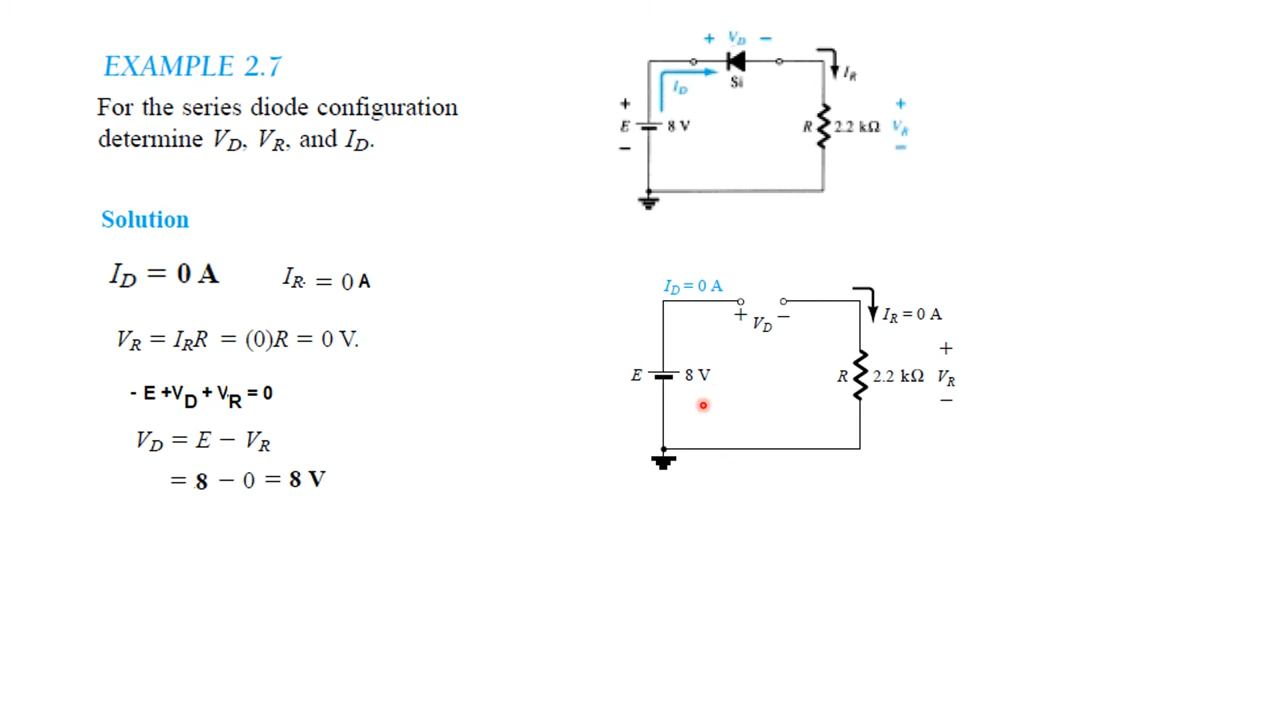 EXAMPLE 2.7
For the series diode configuration
determine V_D, V_R, and I_D.
Solution
I_D = 0 A
I_R. = 0 A
V_R = I_R R = (0)R = 0 V.
- E +V_D + V_R = 0
V_D = E − V_R
= 8 − 0 = 8 V
+ V_D −
Si
I_D
I_R
+
E
8 V
−
R
2.2 kΩ
+
V_R
−
I_D = 0 A
+ V_D −
I_R = 0 A
E
8 V
R
2.2 kΩ
+
V_R
−